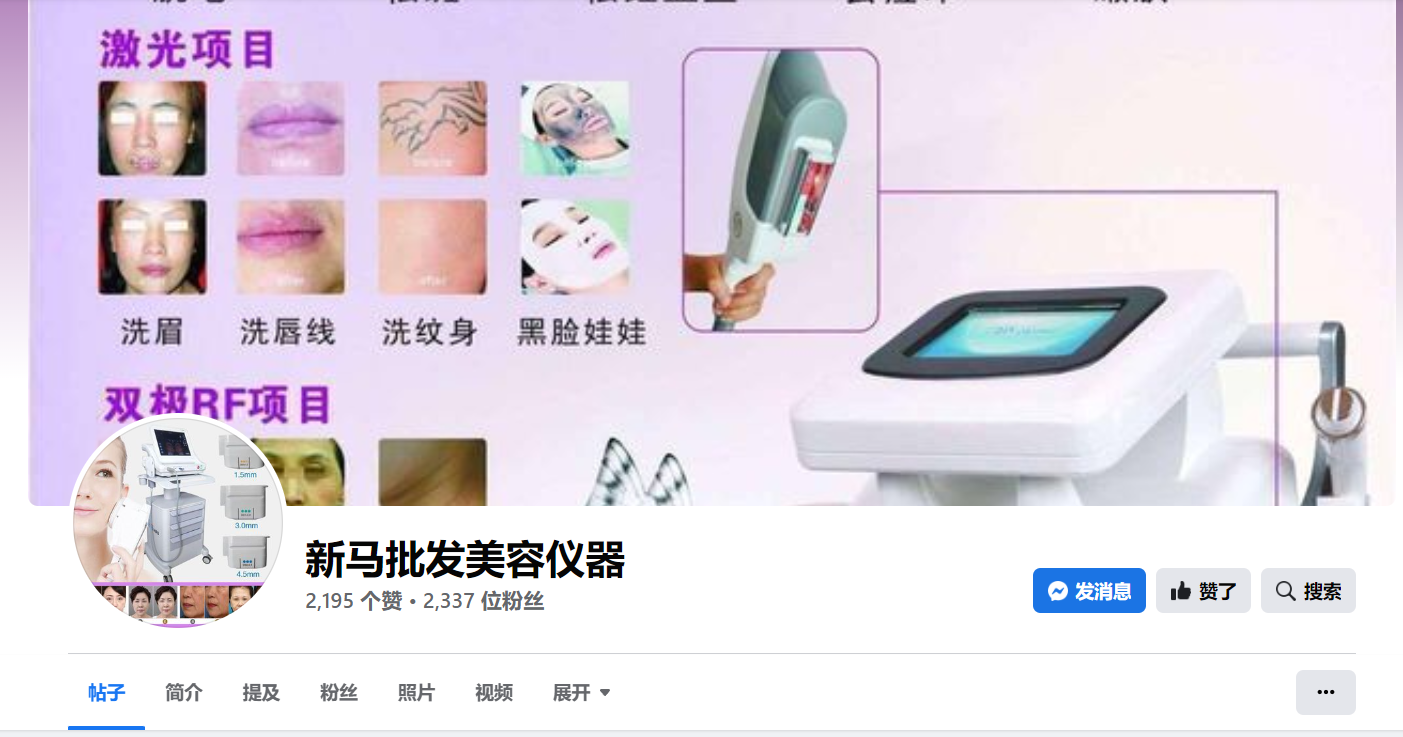 激光项目
before
before
after
after
after
洗眉
洗唇线
洗纹身
黑脸娃娃
双极RF项目
1.5mm
3.0mm
4.5mm
新马批发美容仪器
2,195 个赞 • 2,337 位粉丝
发消息
赞了
搜索
帖子
简介
提及
粉丝
照片
视频
展开